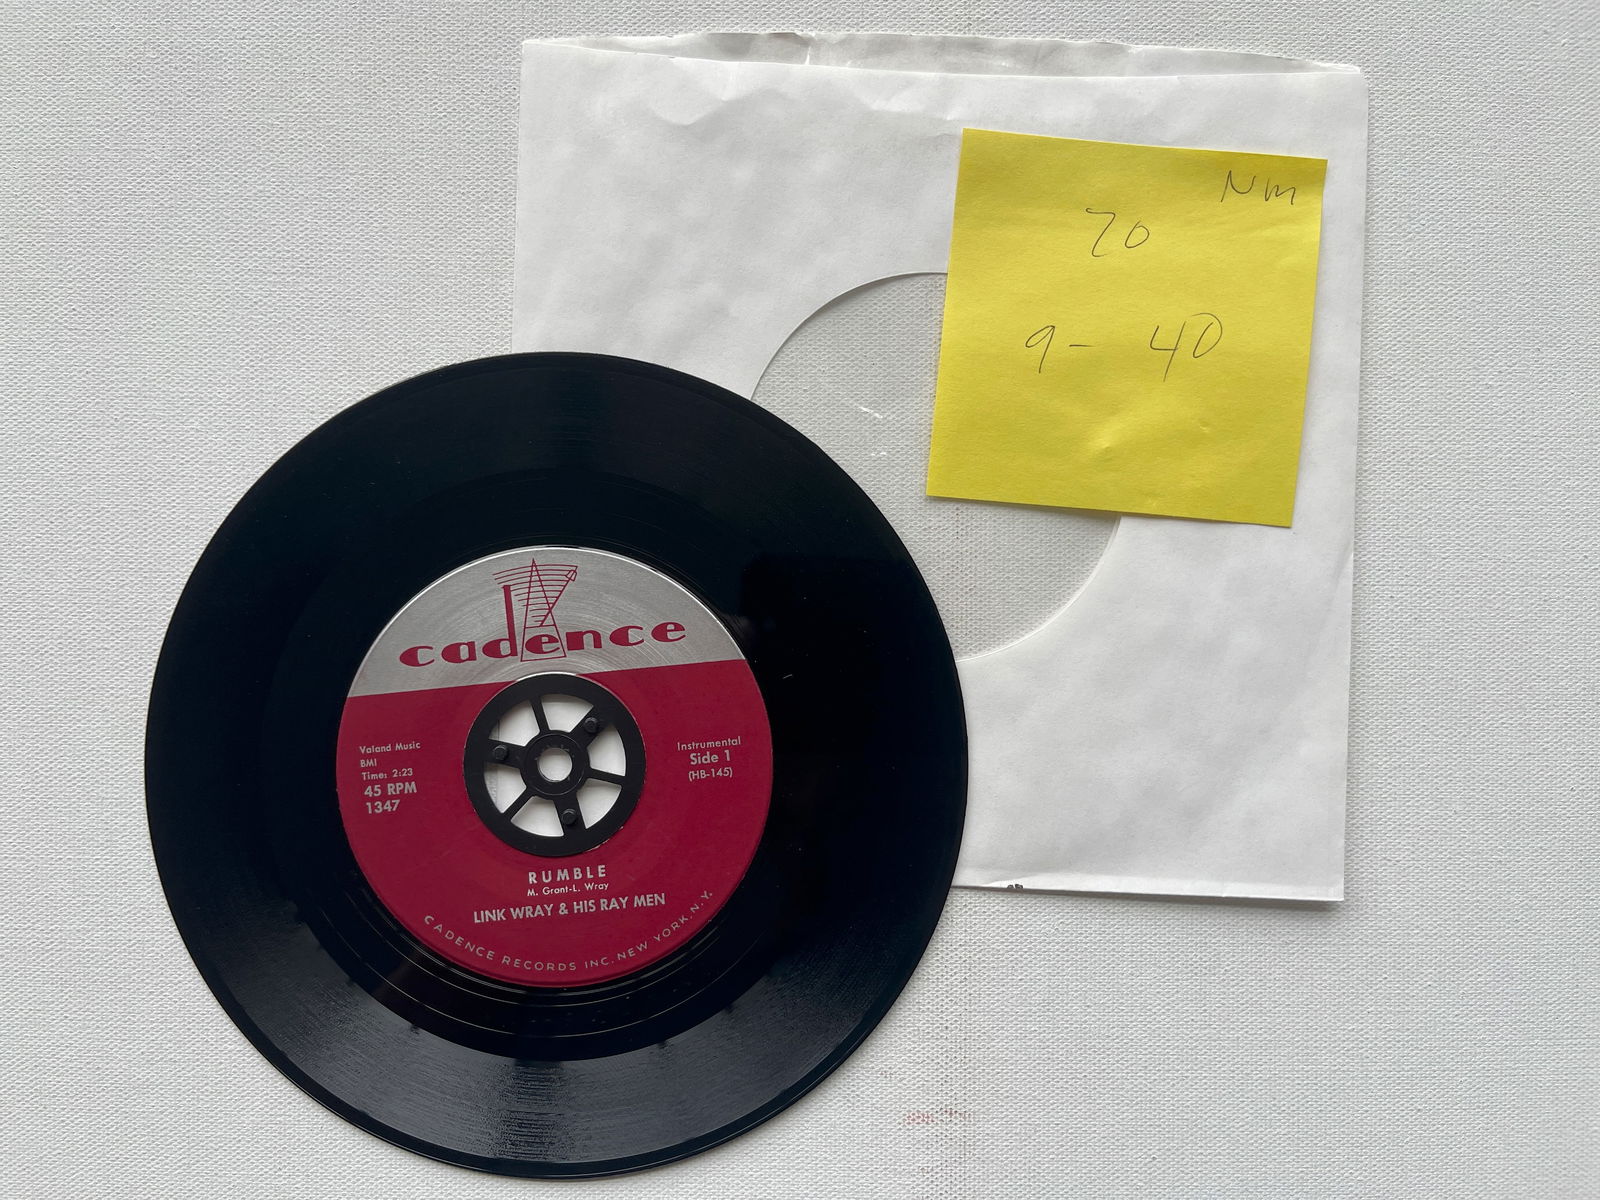 Nm
70
9 - 40
cadence
Valand Music
BMI
Time: 2:23
45 RPM
1347
Instrumental
Side 1
(HB-145)
RUMBLE
M. Grant-L. Wray
LINK WRAY & HIS RAY MEN
CADENCE RECORDS INC. NEW YORK, N.Y.